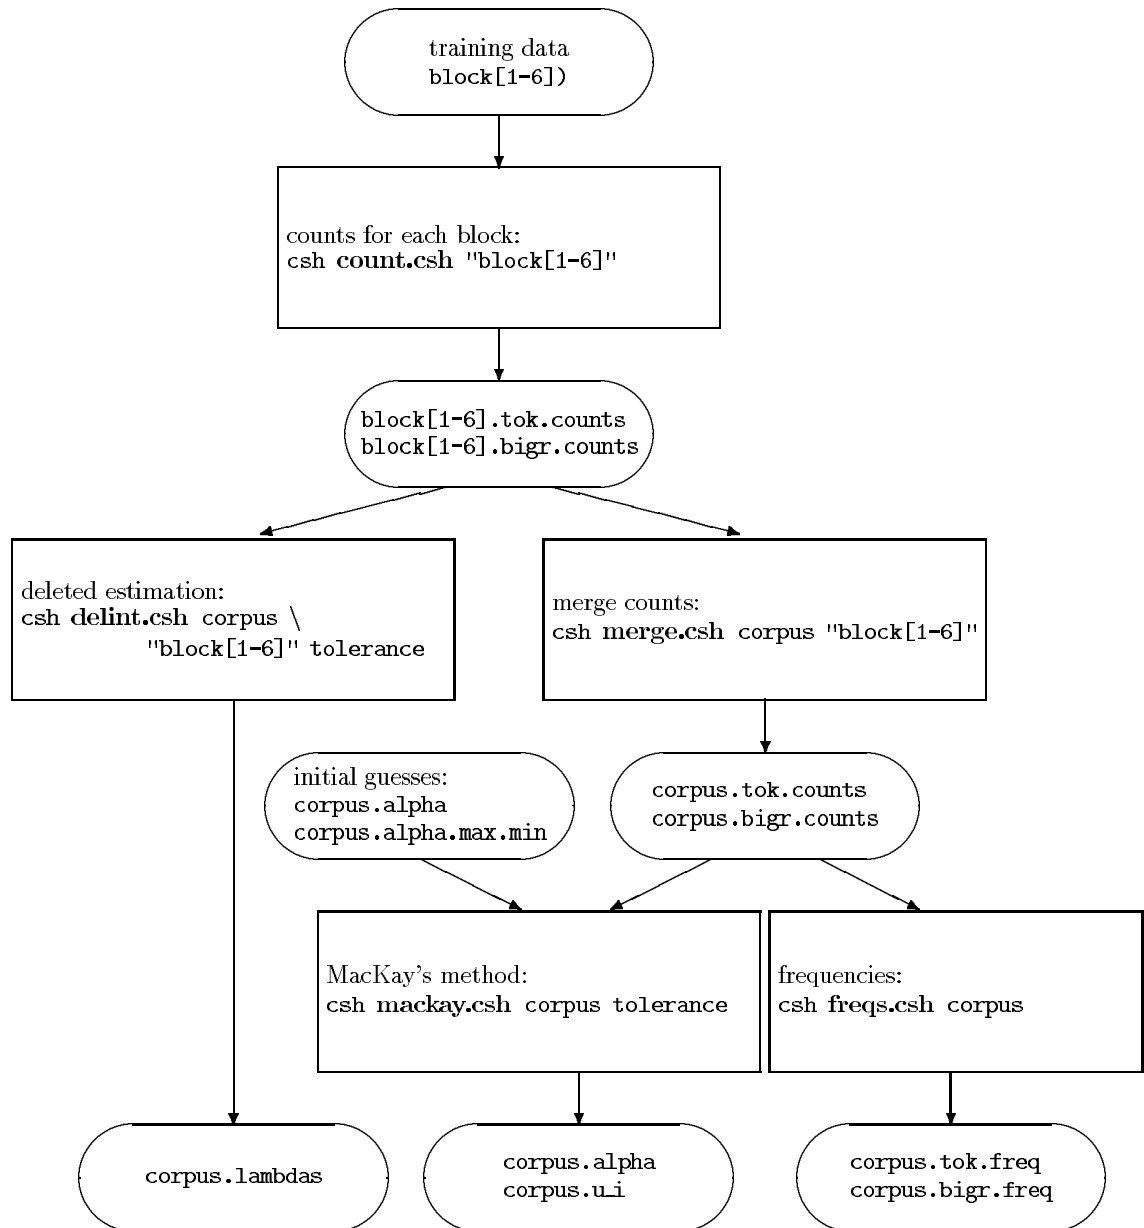 training data
block[1-6])
counts for each block:
csh count.csh "block[1-6]"
block[1-6].tok.counts
block[1-6].bigr.counts
deleted estimation:
csh delint.csh corpus \
"block[1-6]" tolerance
merge counts:
csh merge.csh corpus "block[1-6]"
initial guesses:
corpus.alpha
corpus.alpha.max.min
corpus.tok.counts
corpus.bigr.counts
MacKay's method:
csh mackay.csh corpus tolerance
frequencies:
csh freqs.csh corpus
corpus.lambdas
corpus.alpha
corpus.u_i
corpus.tok.freq
corpus.bigr.freq